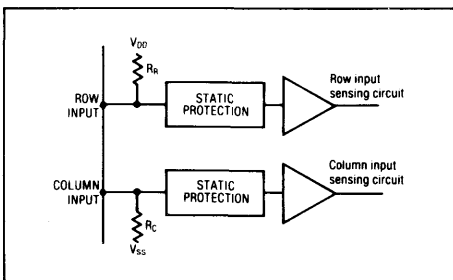 VDD
RR
ROW
INPUT
STATIC
PROTECTION
Row input
sensing circuit
COLUMN
INPUT
STATIC
PROTECTION
Column input
sensing circuit
RC
VSS